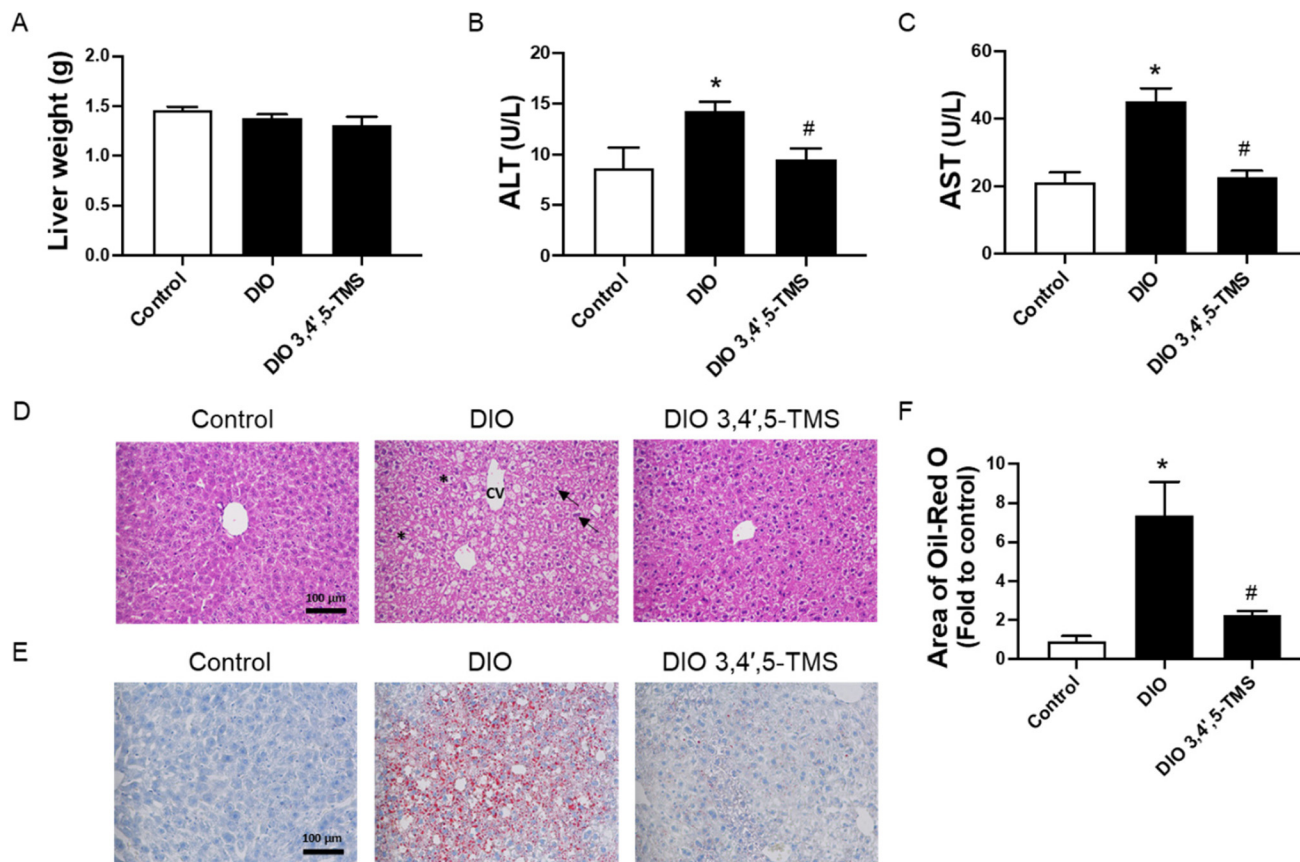 A
Liver weight (g)
2.0
1.5
1.0
0.5
0.0
Control
DIO
DIO 3,4′,5-TMS
B
ALT (U/L)
20
15
10
5
0
*
#
Control
DIO
DIO 3,4′,5-TMS
C
AST (U/L)
60
40
20
0
*
#
Control
DIO
DIO 3,4′,5-TMS
D
Control
DIO
DIO 3,4′,5-TMS
100 μm
*
*
CV
E
Control
DIO
DIO 3,4′,5-TMS
100 μm
F
Area of Oil-Red O
(Fold to control)
10
8
6
4
2
0
*
#
Control
DIO
DIO 3,4′,5-TMS